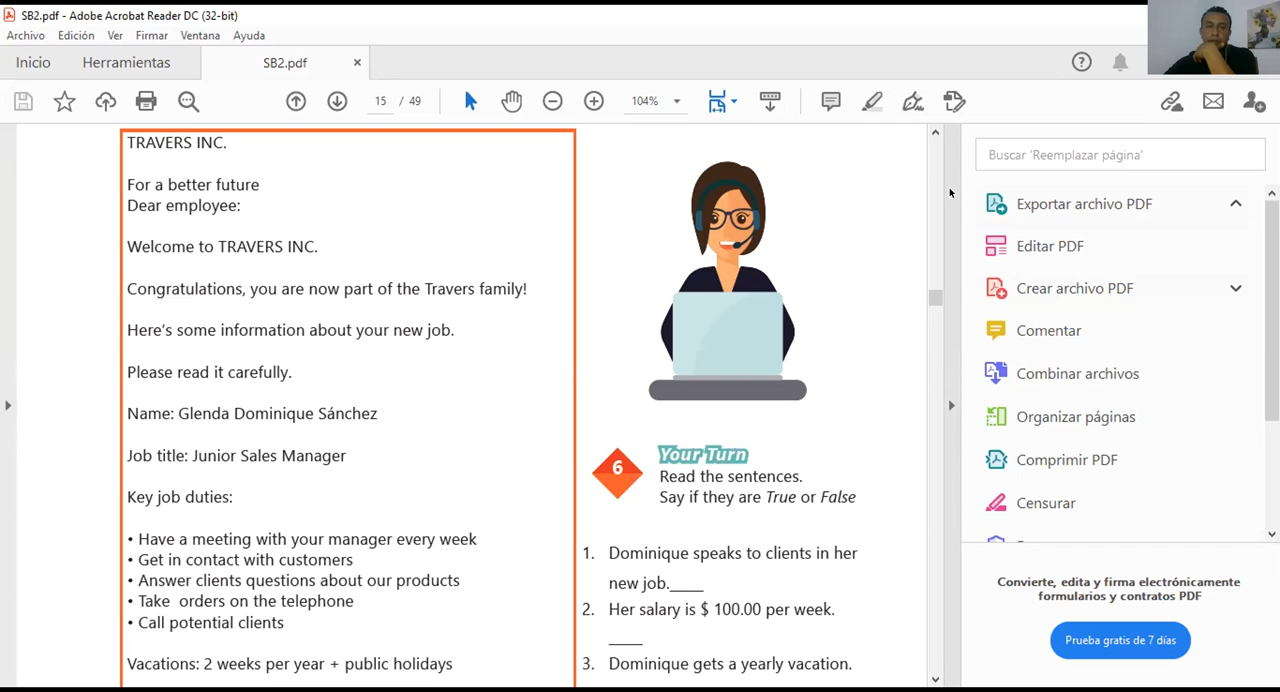 SB2.pdf - Adobe Acrobat Reader DC (32-bit)
Archivo Edición Ver Firmar Ventana Ayuda
Inicio Herramientas SB2.pdf ×
15 / 49 104%
TRAVERS INC.
For a better future
Dear employee:
Welcome to TRAVERS INC.
Congratulations, you are now part of the Travers family!
Here's some information about your new job.
Please read it carefully.
Name: Glenda Dominique Sánchez
Job title: Junior Sales Manager
Key job duties:
• Have a meeting with your manager every week
• Get in contact with customers
• Answer clients questions about our products
• Take orders on the telephone
• Call potential clients
Vacations: 2 weeks per year + public holidays
6
Your Turn
Read the sentences.
Say if they are True or False
1. Dominique speaks to clients in her
new job.____
2. Her salary is $ 100.00 per week.
____
3. Dominique gets a yearly vacation.
Buscar 'Reemplazar página'
Exportar archivo PDF
Editar PDF
Crear archivo PDF
Comentar
Combinar archivos
Organizar páginas
Comprimir PDF
Censurar
Convierte, edita y firma electrónicamente
formularios y contratos PDF
Prueba gratis de 7 días